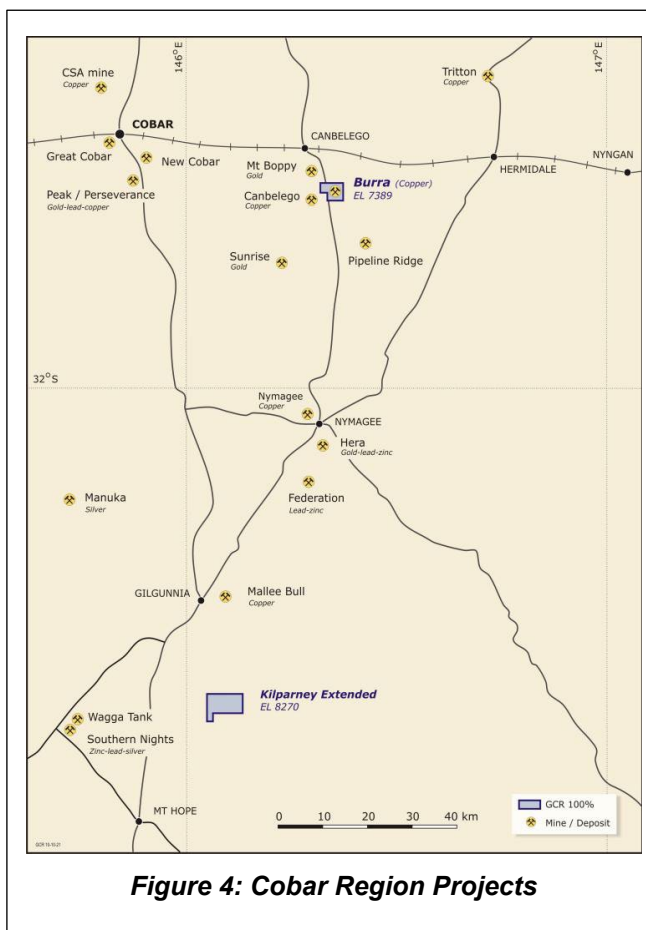 146°E
147°E
CSA mine
Copper
Tritton
Copper
COBAR
CANBELEGO
Great Cobar
New Cobar
Mt Boppy
Gold
HERMIDALE
NYNGAN
Peak / Perseverance
Gold-lead-copper
Canbelego
Copper
Burra (Copper)
EL 7389
Sunrise
Gold
Pipeline Ridge
32°S
Nymagee
Copper
NYMAGEE
Hera
Gold-lead-zinc
Manuka
Silver
Federation
Lead-zinc
GILGUNNIA
Mallee Bull
Copper
Kilparney Extended
EL 8270
Wagga Tank
Southern Nights
Zinc-lead-silver
MT HOPE
0 10 20 30 40 km
GCR 100%
Mine / Deposit
Figure 4: Cobar Region Projects